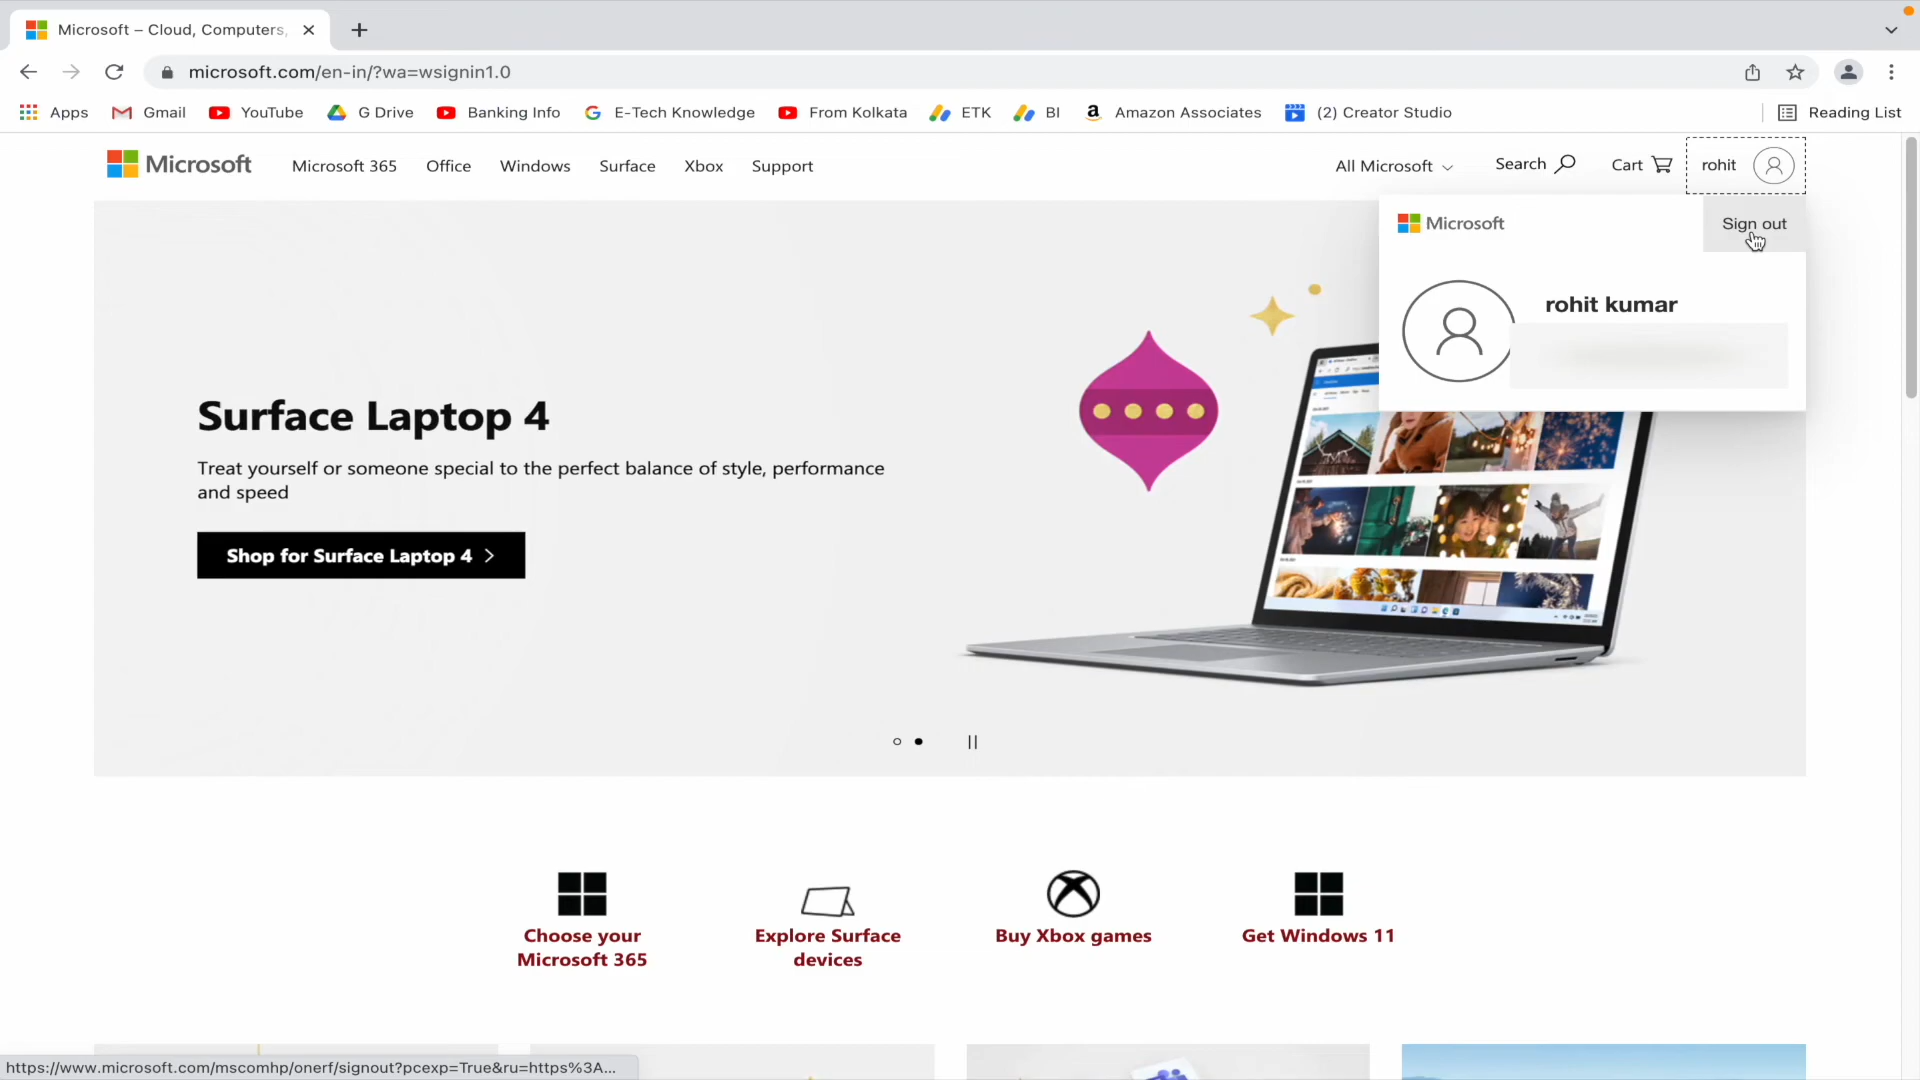 Microsoft – Cloud, Computers,
microsoft.com/en-in/?wa=wsignin1.0
Apps Gmail YouTube G Drive Banking Info E-Tech Knowledge From Kolkata ETK BI Amazon Associates (2) Creator Studio Reading List
Microsoft Microsoft 365 Office Windows Surface Xbox Support All Microsoft Search Cart rohit
Microsoft Sign out
rohit kumar
Surface Laptop 4
Treat yourself or someone special to the perfect balance of style, performance
and speed
Shop for Surface Laptop 4
Choose your
Microsoft 365
Explore Surface
devices
Buy Xbox games
Get Windows 11
https://www.microsoft.com/mscomhp/onerf/signout?pcexp=True&ru=https%3A...